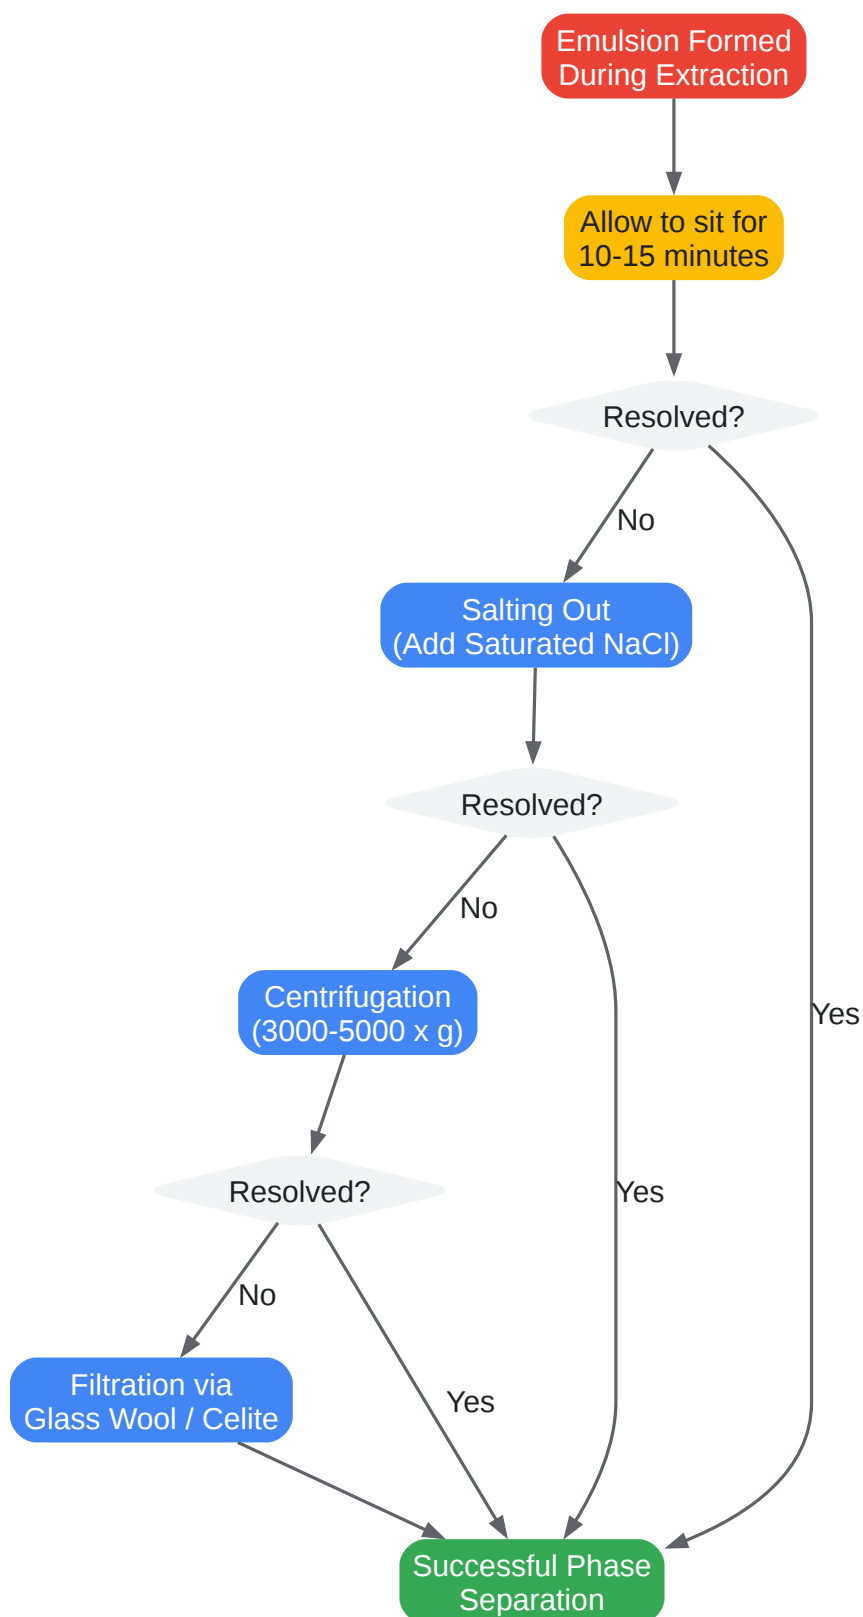 Emulsion Formed
During Extraction
Allow to sit for
10-15 minutes
Resolved?
No
Salting Out
(Add Saturated NaCl)
Resolved?
No
Centrifugation
(3000-5000 x g)
Yes
Resolved?
Yes
No
Filtration via
Glass Wool / Celite
Yes
Successful Phase
Separation